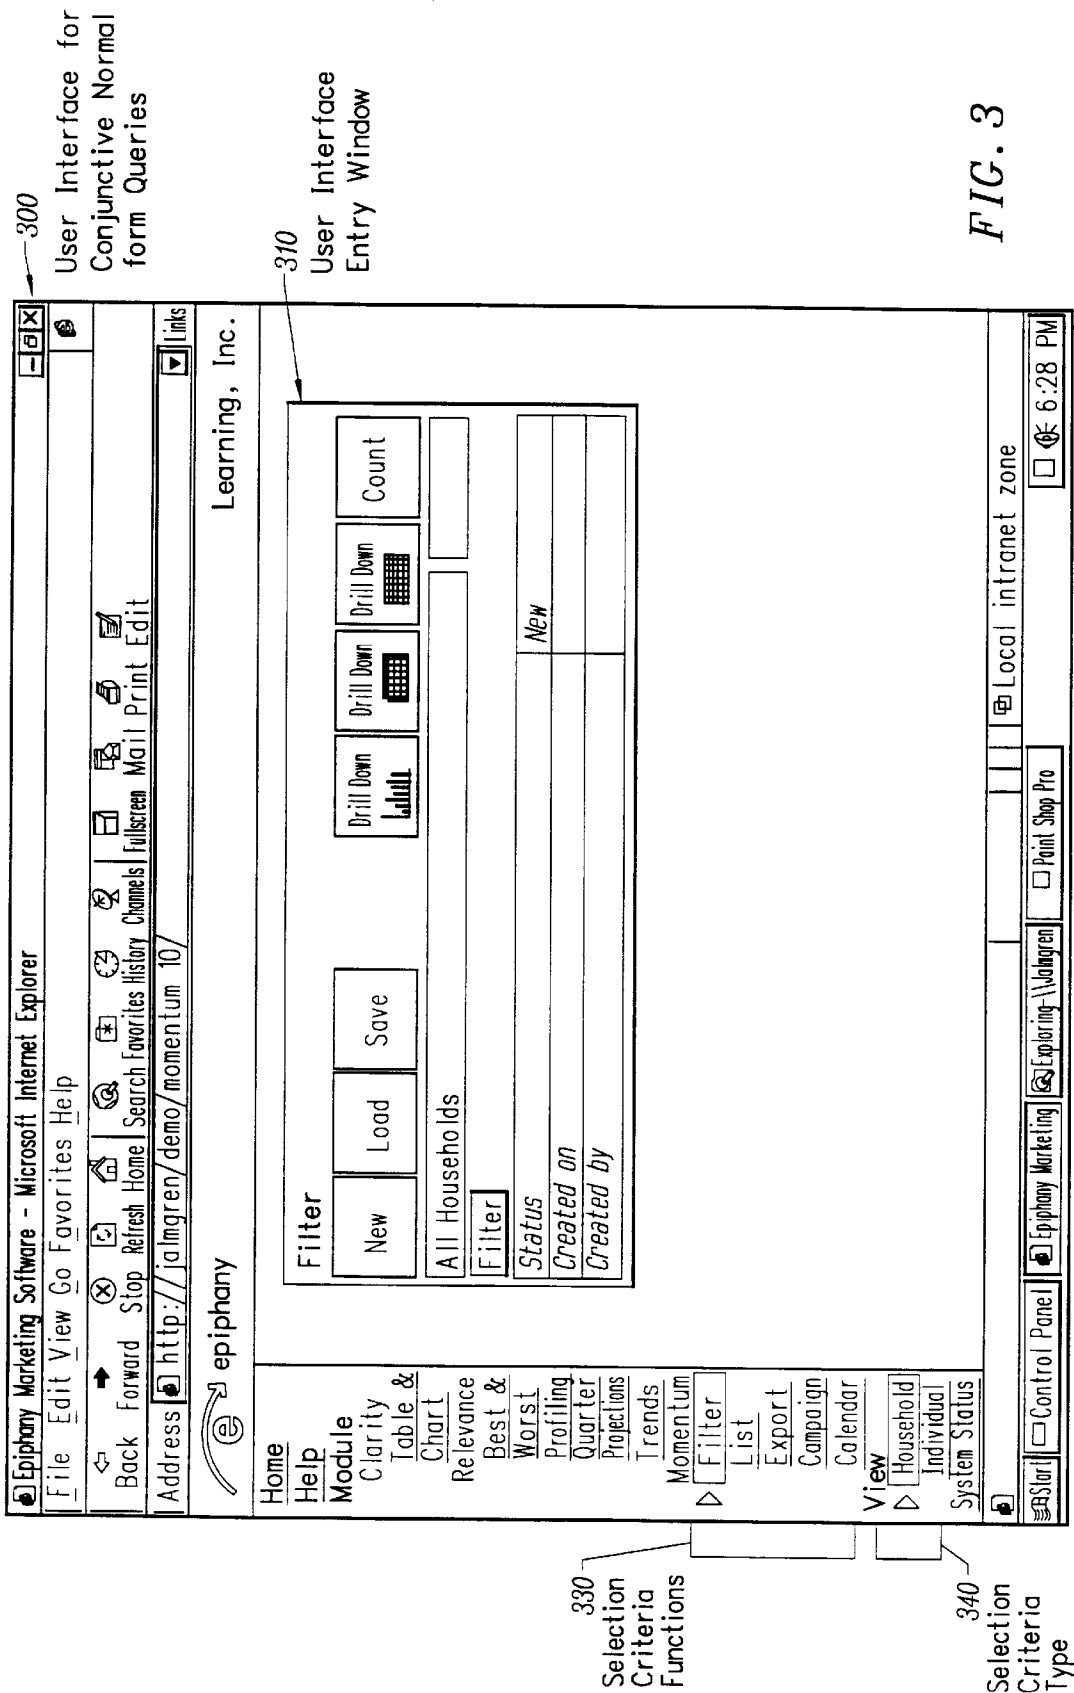 Epiphany Marketing Software - Microsoft Internet Explorer
300
User Interface for
Conjunctive Normal
form Queries
File Edit View Go Favorites Help
Back Forward Stop Refresh Home Search Favorites History Channels Fullscreen Mail Print Edit
Address http://jalmgren/demo/momentum 10/
Links
e epiphany
Learning, Inc.
310
User Interface
Entry Window
Home
Help
Module
Clarity
Table &
Chart
Relevance
Best &
Worst
Profiling
Quarter
Projections
Trends
Momentum
Filter
List
Export
Campaign
Calendar
View
Household
Individual
System Status
Filter
New Load Save Drill Down Drill Down Drill Down Count
All Households
Filter
Status New
Created on
Created by
330
Selection
Criteria
Functions
340
Selection
Criteria
Type
Local intranet zone
Start Control Panel Epiphany Marketing Exploring-\\Jalmgren Paint Shop Pro 6:28 PM
FIG. 3